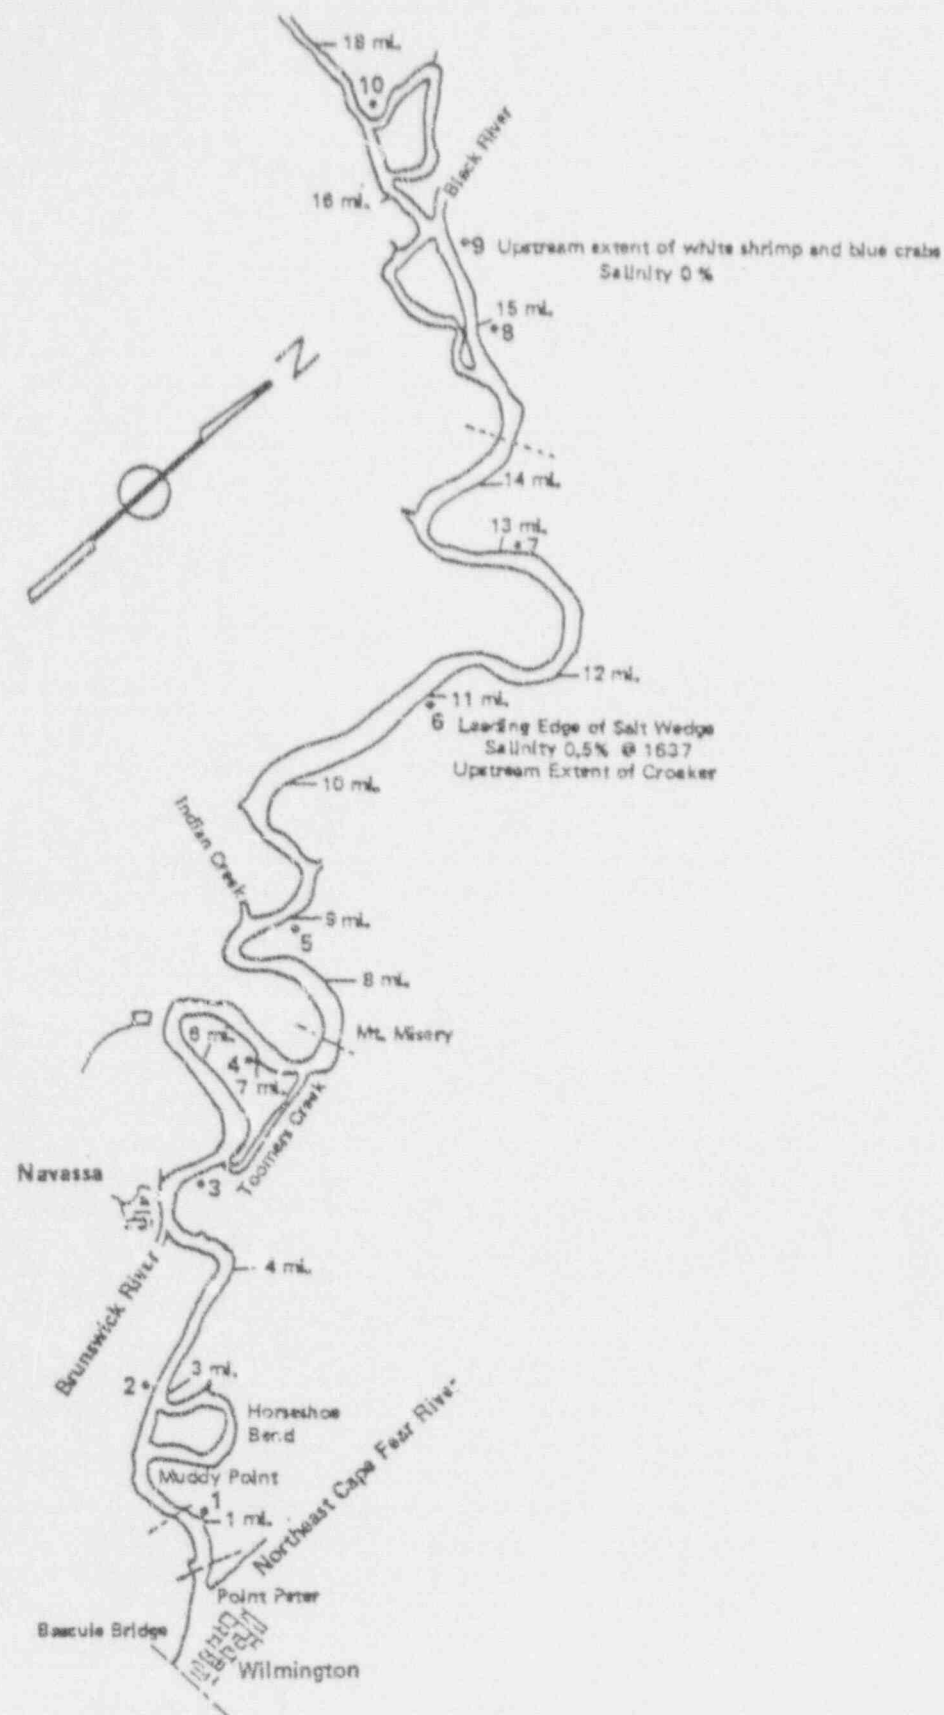 18 mi.
10
Black River
16 mi.
9 Upstream extent of white shrimp and blue crabs
Salinity 0 %
15 mi.
8
N
14 mi.
13 mi.
7
12 mi.
11 mi.
6 Leading Edge of Salt Wedge
Salinity 0,5% @ 1637
Upstream Extent of Croaker
10 mi.
Indian Creek
9 mi.
5
8 mi.
Mt. Misery
6 mi.
4
7 mi.
Toomers Creek
Navassa
3
4 mi.
Brunswick River
3 mi.
2
Horseshoe
Bend
Northeast Cape Fear River
Muddy Point
1
1 mi.
Point Peter
Bascule Bridge
Wilmington